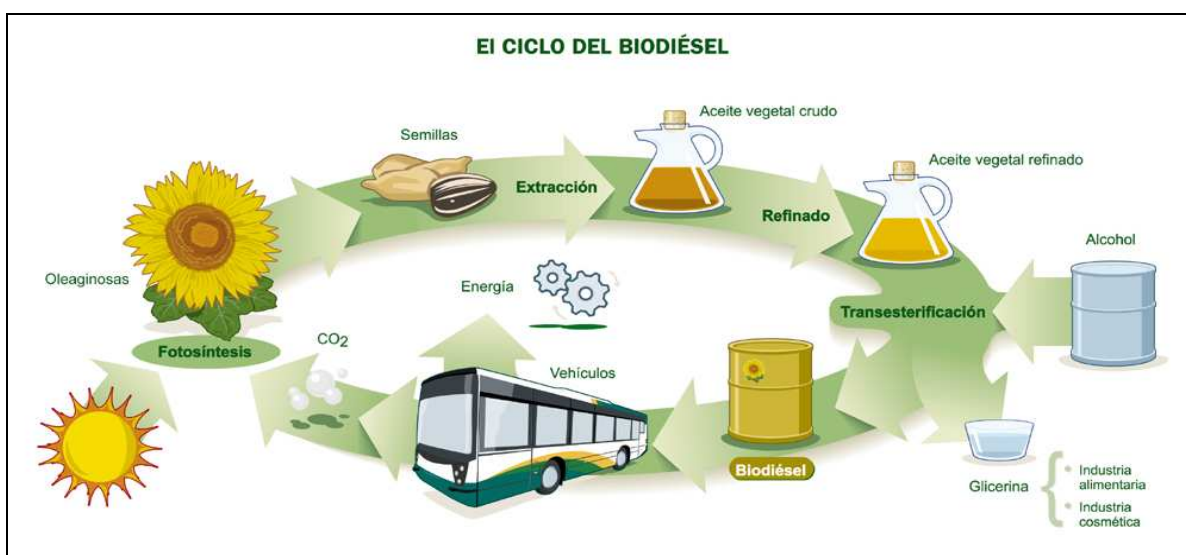 El CICLO DEL BIODIÉSEL
Aceite vegetal crudo
Semillas
Aceite vegetal refinado
Extracción
Refinado
Alcohol
Oleaginosas
Energía
Transesterificación
CO2
Fotosíntesis
Vehículos
Biodiésel
Glicerina
• Industria
alimentaria
• Industria
cosmética